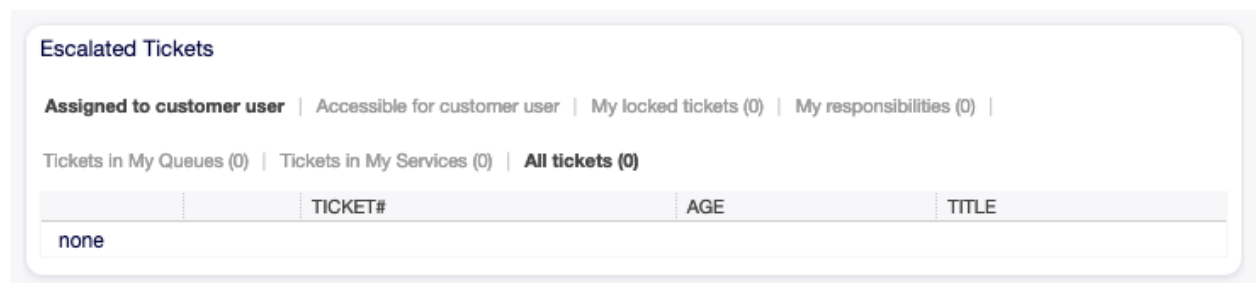 Escalated Tickets
Assigned to customer user | Accessible for customer user | My locked tickets (0) | My responsibilities (0) |
Tickets in My Queues (0) | Tickets in My Services (0) | All tickets (0)
TICKET# AGE TITLE
none